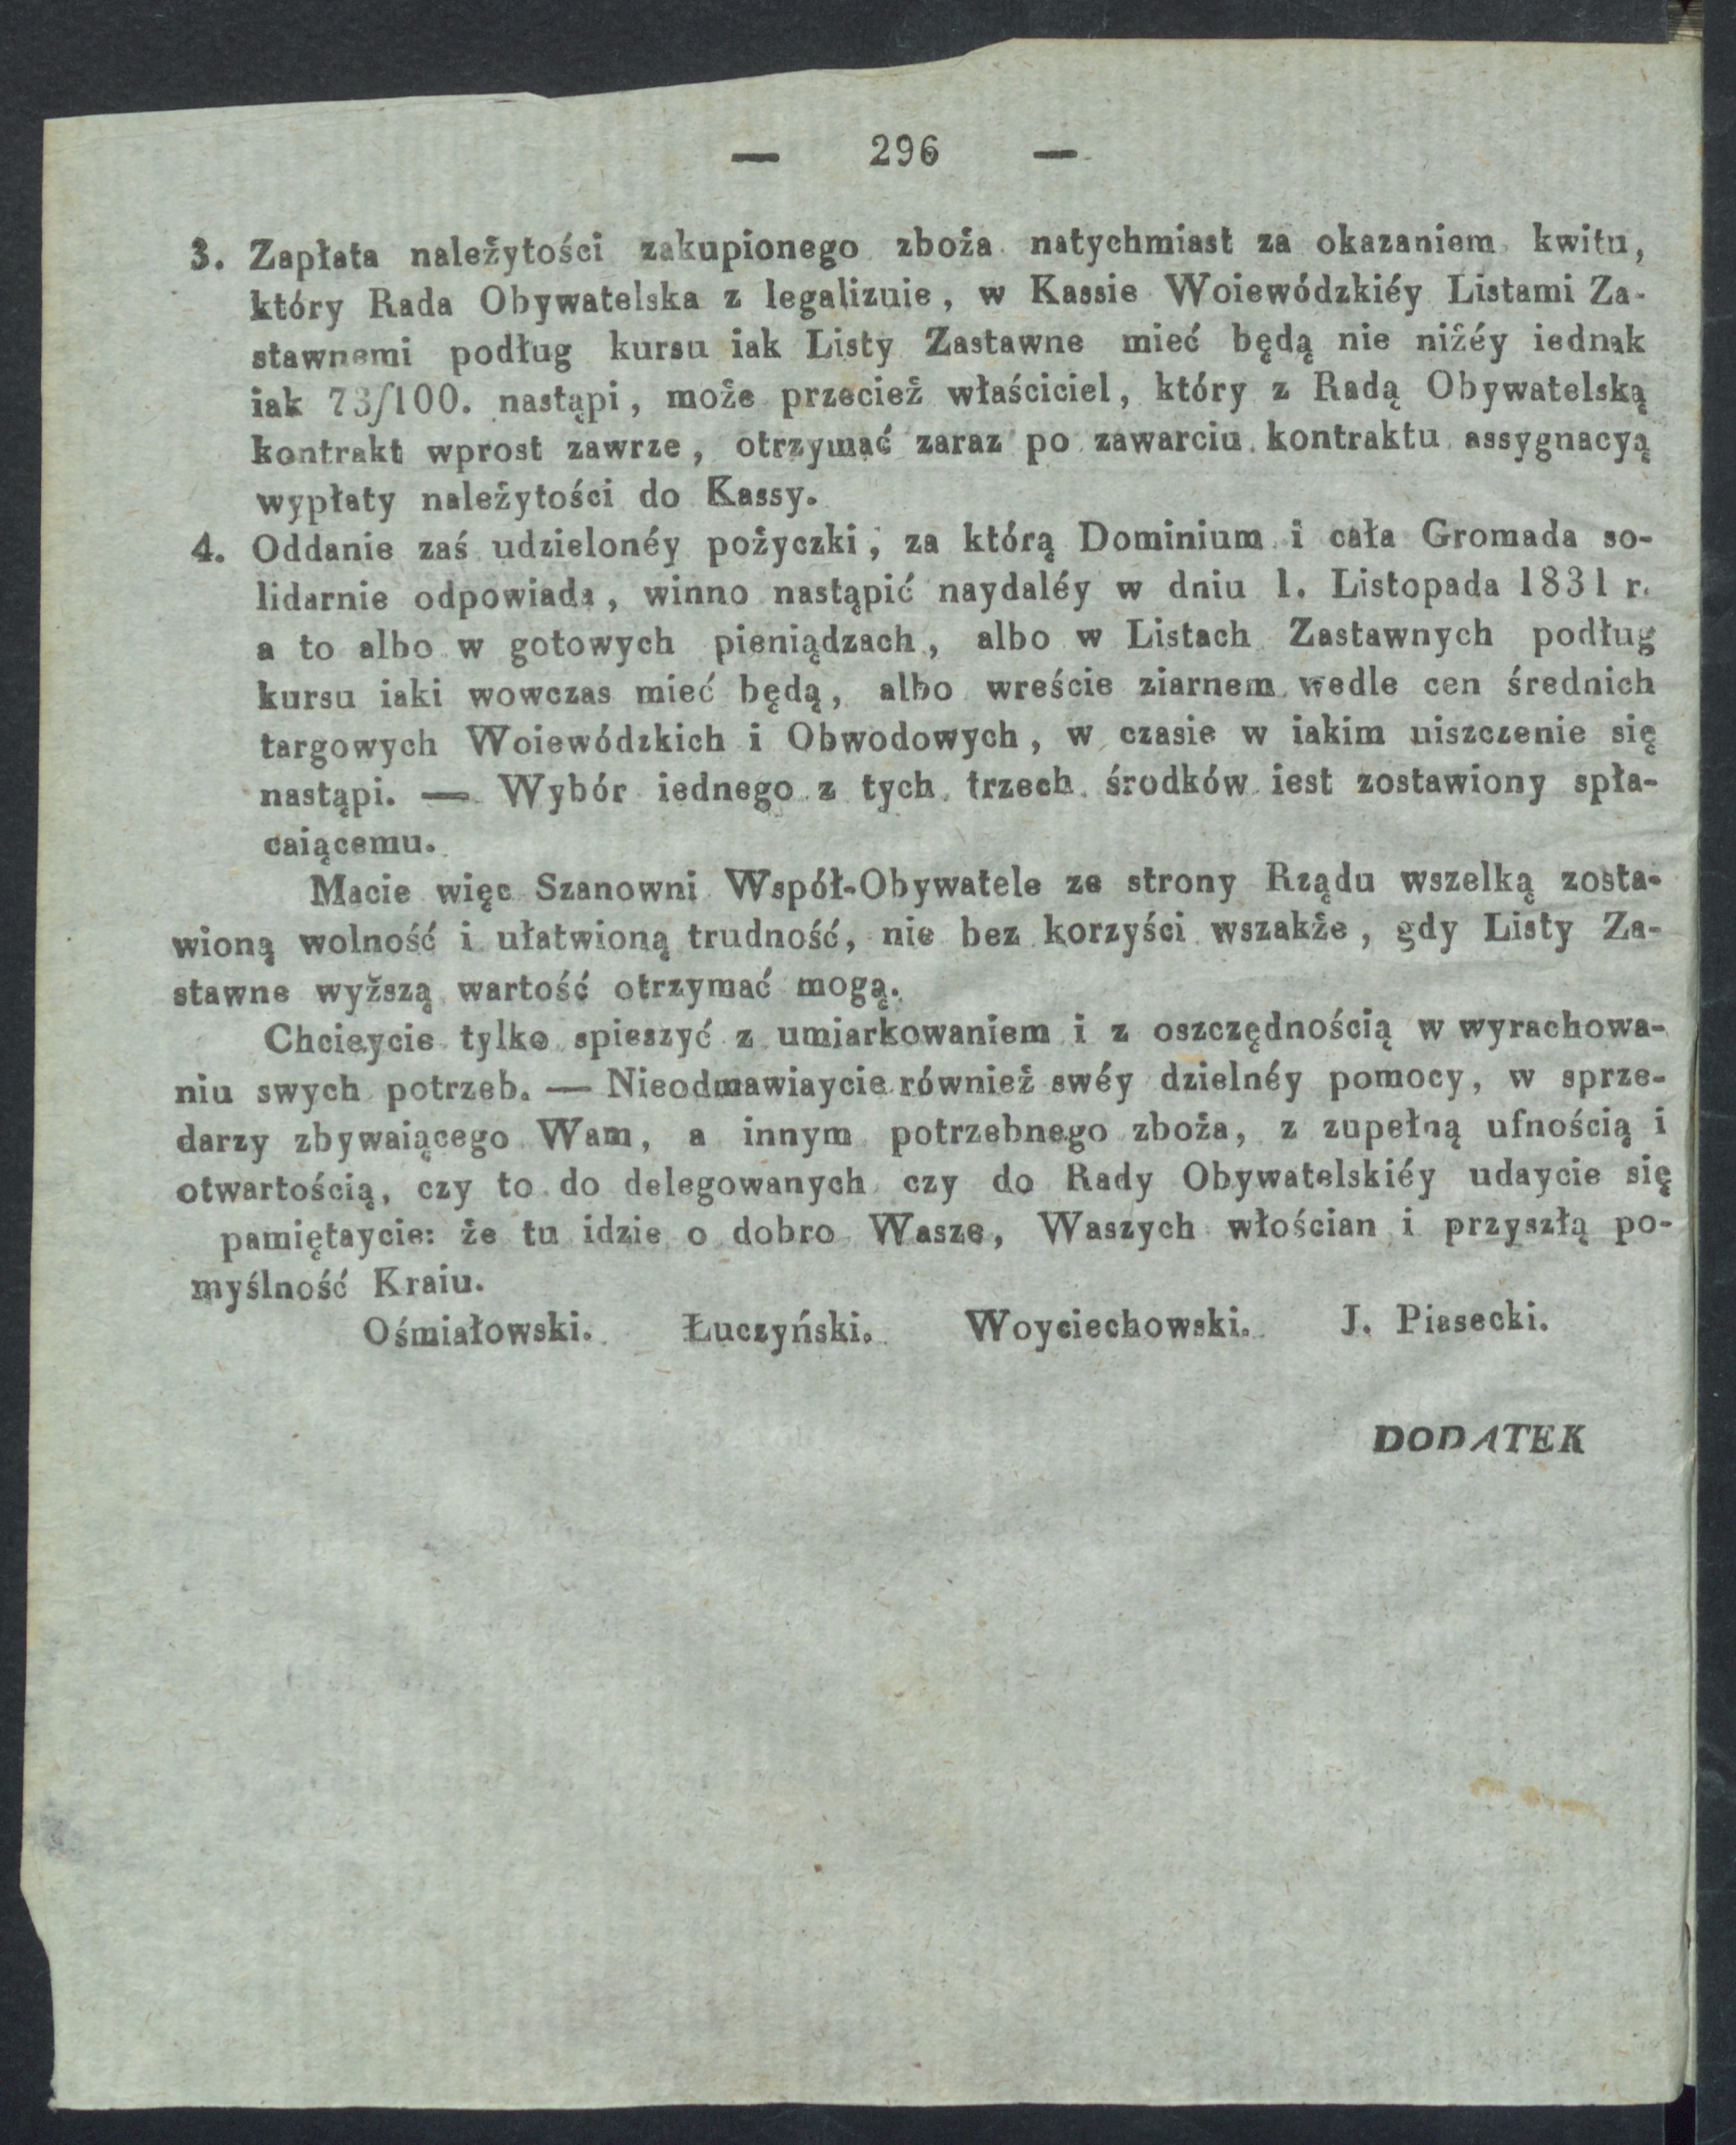 — 296 —
3. Zapłata należytości zakupionego zboża natychmiast za okazaniem kwitu,
który Rada Obywatelska z legalizuie, w Kassie Woiewódzkiéy Listami Za-
stawnemi podług kursu iak Listy Zastawne mieć będą nie niżéy iednak
iak 73/100. nastąpi, może przecież właściciel, który z Radą Obywatelską
kontrakt wprost zawrze, otrzymać zaraz po zawarciu kontraktu assygnacyą
wypłaty należytości do Kassy.
4. Oddanie zaś udzielonéy pożyczki, za którą Dominium i cała Gromada so-
lidarnie odpowiada, winno nastąpić naydaléy w dniu 1. Listopada 1831 r.
a to albo w gotowych pieniądzach, albo w Listach Zastawnych podług
kursu iaki wowczas mieć będą, albo wreście ziarnem wedle cen średnich
targowych Woiewódzkich i Obwodowych, w czasie w iakim uiszczenie się
nastąpi. — Wybór iednego z tych trzech środków iest zostawiony spła-
caiącemu.
Macie więc Szanowni Współ-Obywatele ze strony Rządu wszelką zosta-
wioną wolność i ułatwioną trudność, nie bez korzyści wszakże, gdy Listy Za-
stawne wyższą wartość otrzymać mogą.
Chcieycie tylko spieszyć z umiarkowaniem i z oszczędnością w wyrachowa-
niu swych potrzeb. — Nieodmawiaycie również swéy dzielnéy pomocy, w sprze-
darzy zbywaiącego Wam, a innym potrzebnego zboża, z zupełną ufnością i
otwartością, czy to do delegowanych czy do Rady Obywatelskiéy udaycie się
pamiętaycie: że tu idzie o dobro Wasze, Waszych włościan i przyszłą po-
myślność Kraiu.
Ośmiałowski. Łuczyński. Woyciechowski. J. Piasecki.
DODATEK